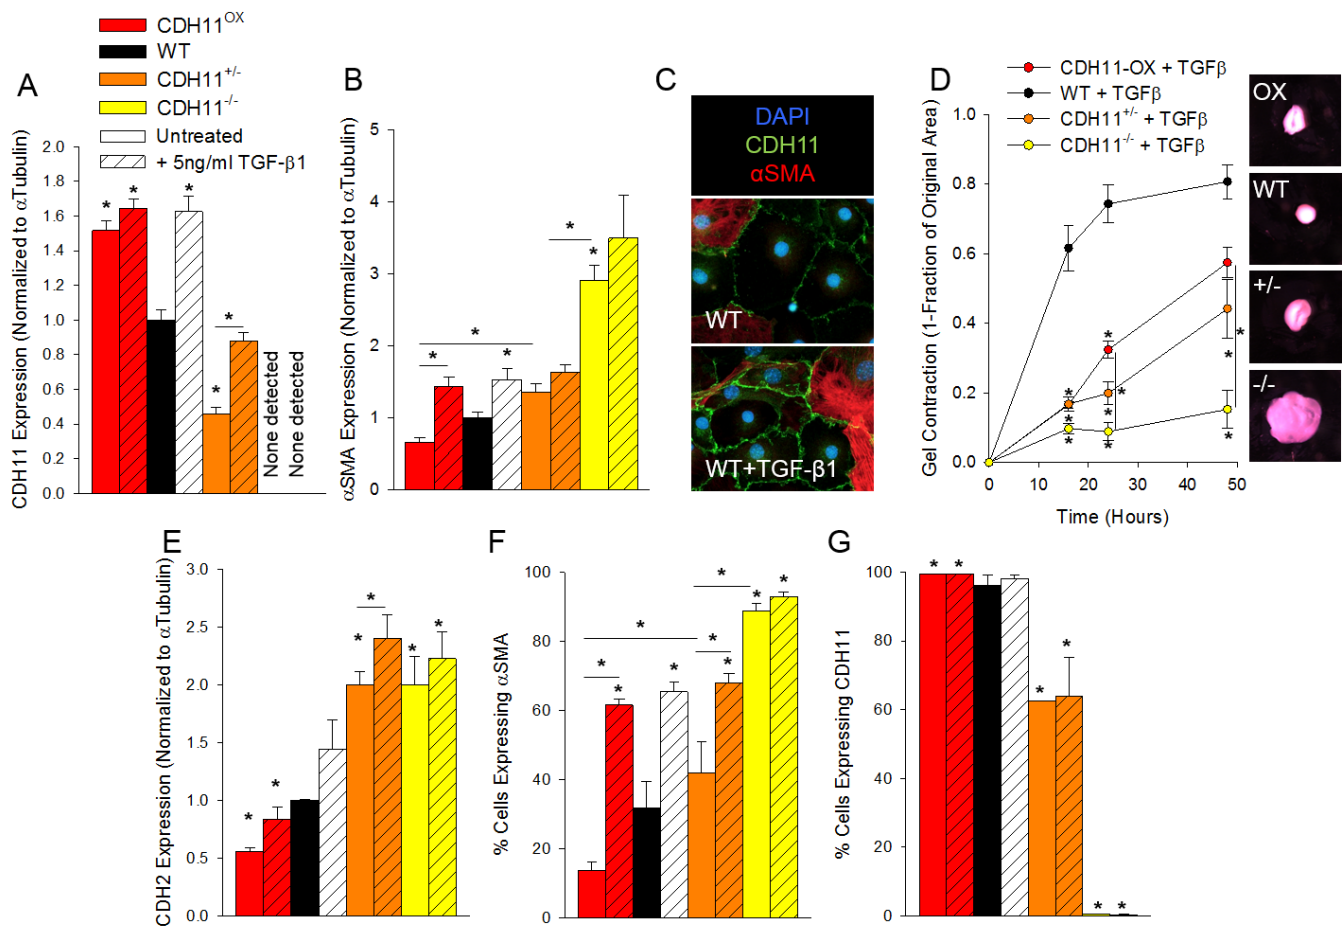 CDH11OX
WT
CDH11+/-
CDH11-/-
Untreated
+ 5ng/ml TGF-β1
A
CDH11 Expression (Normalized to αTubulin)
2.0
1.8
1.6
1.4
1.2
1.0
0.8
0.6
0.4
0.2
0.0
* * * * *
None detected
None detected
B
αSMA Expression (Normalized to αTubulin)
5
4
3
2
1
0
* * * * *
C
DAPI
CDH11
αSMA
WT
WT+TGF-β1
D
CDH11-OX + TGFβ
WT + TGFβ
CDH11+/- + TGFβ
CDH11-/- + TGFβ
Gel Contraction (1-Fraction of Original Area)
1.0
0.8
0.6
0.4
0.2
0.0
* * * * * * * * * *
0 10 20 30 40 50
Time (Hours)
OX
WT
+/-
-/-
E
CDH2 Expression (Normalized to αTubulin)
3.0
2.5
2.0
1.5
1.0
0.5
0.0
* * * * * *
F
% Cells Expressing αSMA
100
80
60
40
20
0
* * * * * * * * *
G
% Cells Expressing CDH11
100
80
60
40
20
0
* * * * * *